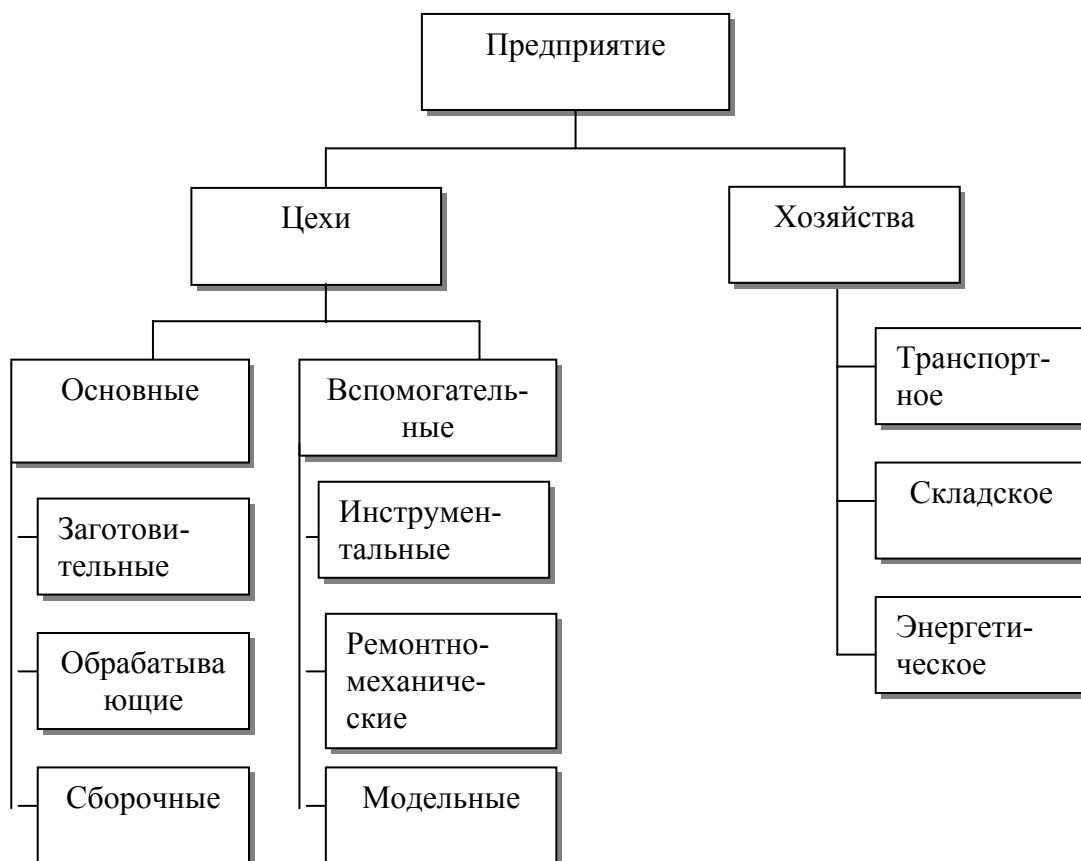 Предприятие
Цехи
Хозяйства
Основные
Вспомогатель-
ные
Транспорт-
ное
Складское
Энергети-
ческое
Заготови-
тельные
Обрабатыва
ющие
Сборочные
Инструмен-
тальные
Ремонтно-
механиче-
ские
Модельные